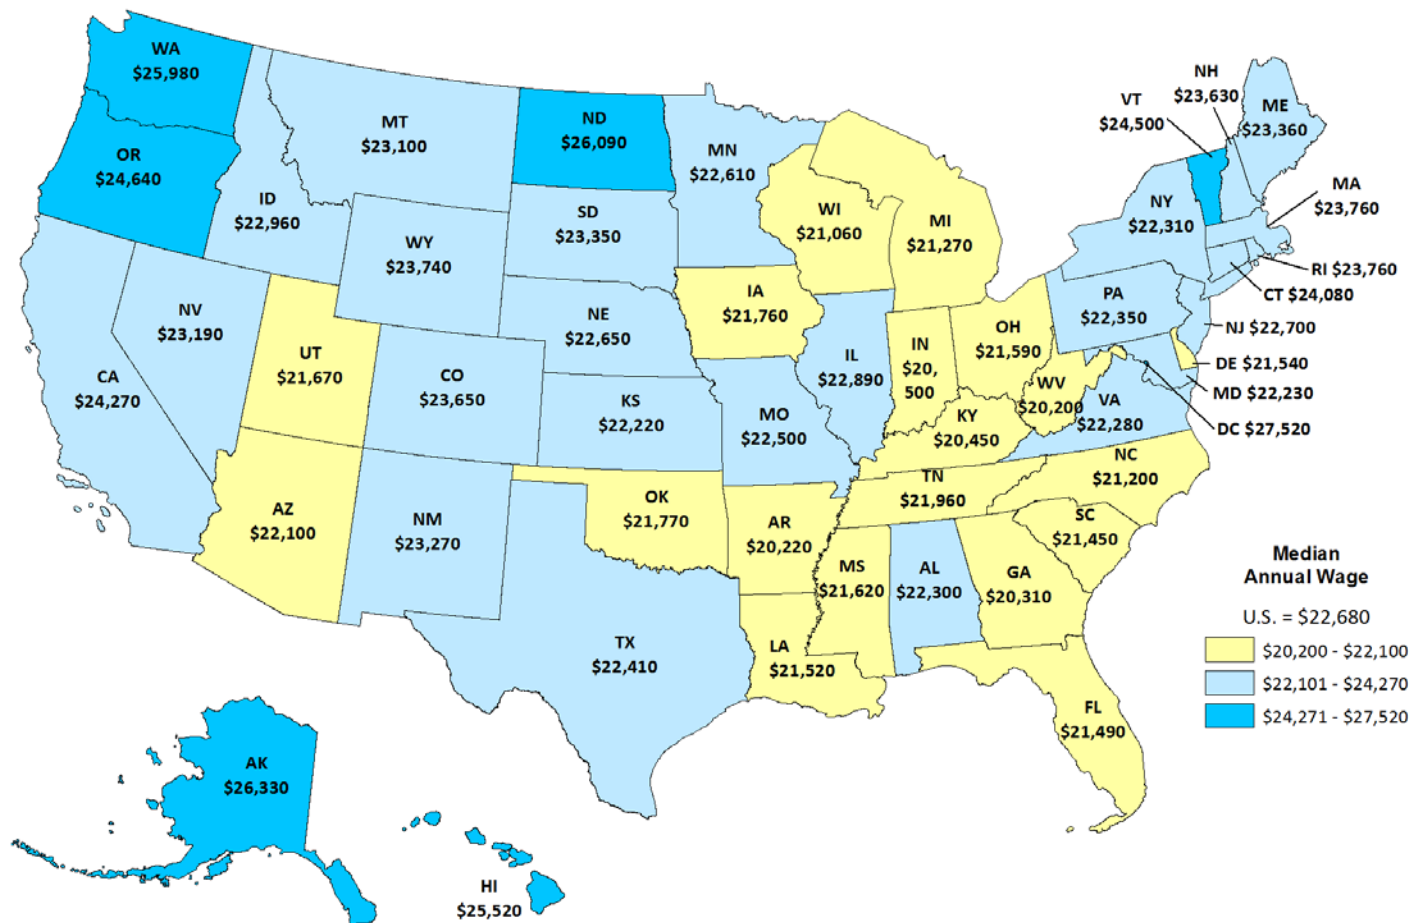 WA
$25,980
OR
$24,640
MT
$23,100
ID
$22,960
ND
$26,090
MN
$22,610
SD
$23,350
WY
$23,740
NV
$23,190
CA
$24,270
UT
$21,670
CO
$23,650
NE
$22,650
IA
$21,760
WI
$21,060
MI
$21,270
KS
$22,220
MO
$22,500
IL
$22,890
IN
$20,
500
OH
$21,590
PA
$22,350
NY
$22,310
VT
$24,500
NH
$23,630
ME
$23,360
MA
$23,760
RI $23,760
CT $24,080
NJ $22,700
DE $21,540
MD $22,230
DC $27,520
WV
$20,200
VA
$22,280
KY
$20,450
NC
$21,200
TN
$21,960
SC
$21,450
AZ
$22,100
NM
$23,270
OK
$21,770
AR
$20,220
MS
$21,620
AL
$22,300
GA
$20,310
TX
$22,410
LA
$21,520
FL
$21,490
AK
$26,330
HI
$25,520
Median
Annual Wage
U.S. = $22,680
$20,200 - $22,100
$22,101 - $24,270
$24,271 - $27,520